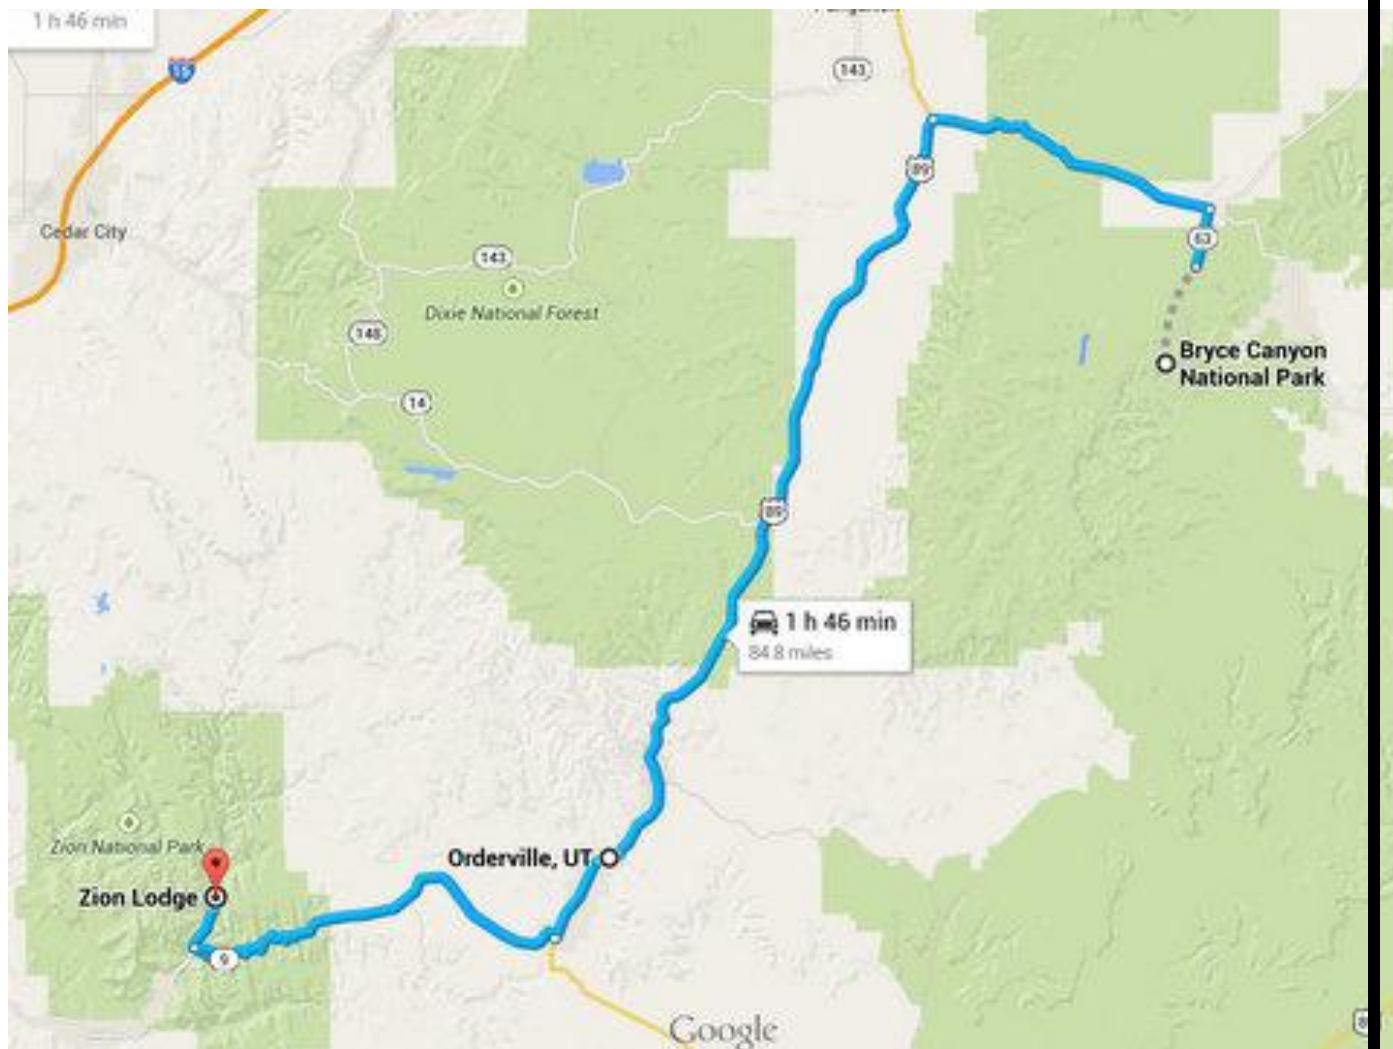 1 h 46 min
15
143
89
Cedar City
63
143
Dixie National Forest
148
Bryce Canyon
National Park
14
89
1 h 46 min
84.8 miles
Zion National Park
Orderville, UT
Zion Lodge
9
Google